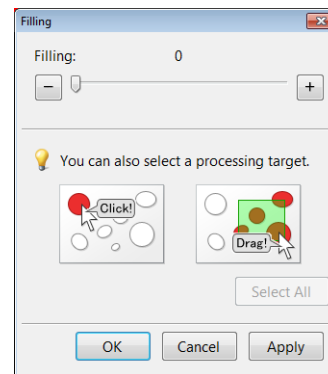 Filling
Filling: 0
− +
You can also select a processing target.
Click! Drag!
Select All
OK Cancel Apply